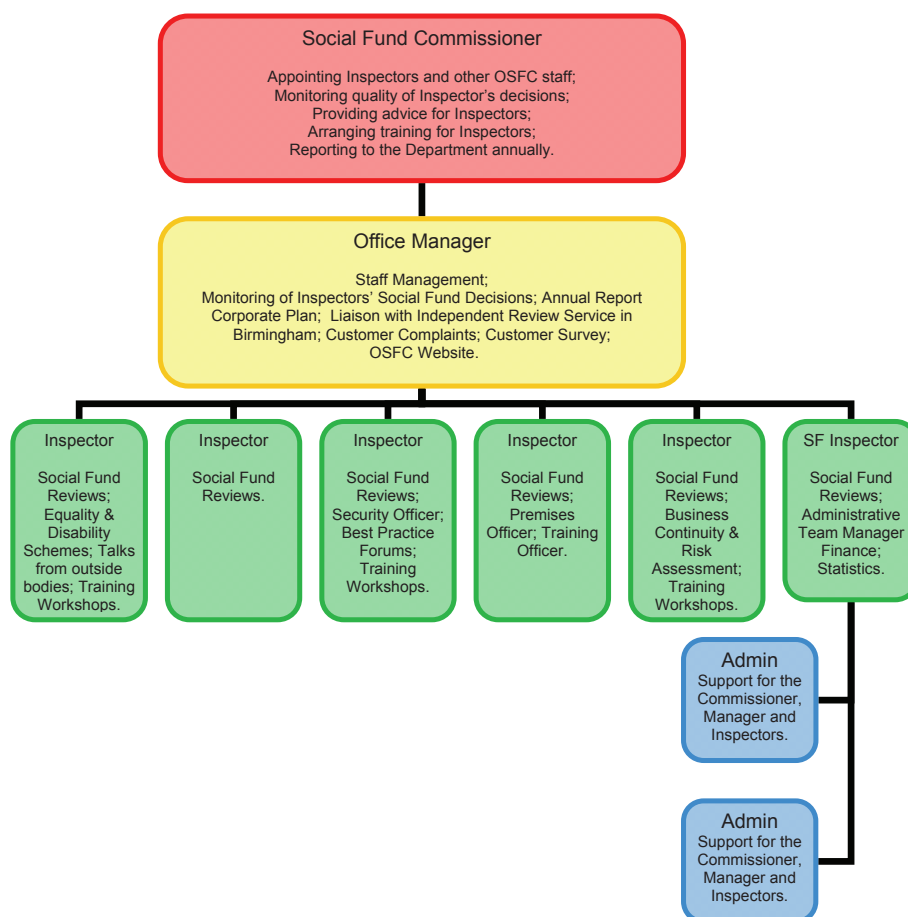 Social Fund Commissioner
Appointing Inspectors and other OSFC staff;
Monitoring quality of Inspector's decisions;
Providing advice for Inspectors;
Arranging training for Inspectors;
Reporting to the Department annually.
Office Manager
Staff Management;
Monitoring of Inspectors' Social Fund Decisions; Annual Report
Corporate Plan; Liaison with Independent Review Service in
Birmingham; Customer Complaints; Customer Survey;
OSFC Website.
Inspector
Social Fund
Reviews;
Equality &
Disability
Schemes; Talks
from outside
bodies; Training
Workshops.
Inspector
Social Fund
Reviews.
Inspector
Social Fund
Reviews;
Security Officer;
Best Practice
Forums;
Training
Workshops.
Inspector
Social Fund
Reviews;
Premises
Officer; Training
Officer.
Inspector
Social Fund
Reviews;
Business
Continuity &
Risk
Assessment;
Training
Workshops.
SF Inspector
Social Fund
Reviews;
Administrative
Team Manager
Finance;
Statistics.
Admin
Support for the
Commissioner,
Manager and
Inspectors.
Admin
Support for the
Commissioner,
Manager and
Inspectors.